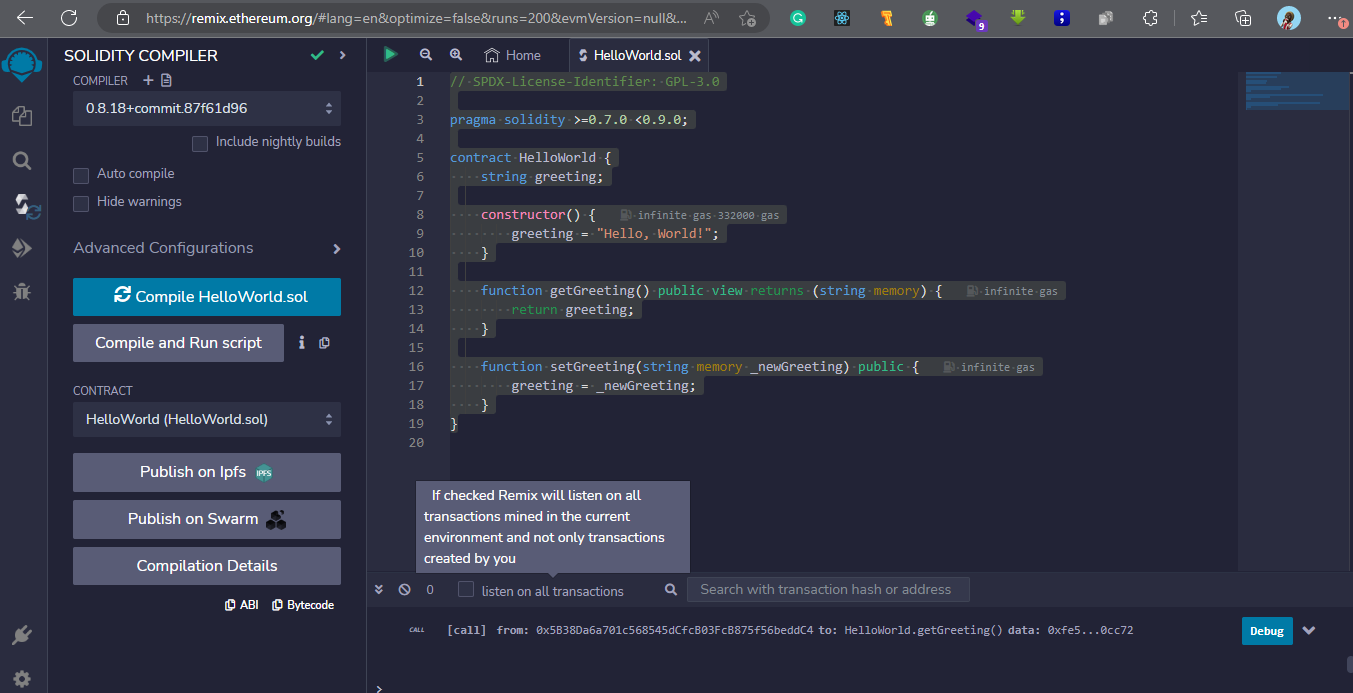 https://remix.ethereum.org/#lang=en&optimize=false&runs=200&evmVersion=null&...
9
SOLIDITY COMPILER
COMPILER
0.8.18+commit.87f61d96
Include nightly builds
Auto compile
Hide warnings
Advanced Configurations
Compile HelloWorld.sol
Compile and Run script
CONTRACT
HelloWorld (HelloWorld.sol)
Publish on Ipfs IPFS
Publish on Swarm
Compilation Details
ABI Bytecode
Home HelloWorld.sol
1 // SPDX-License-Identifier: GPL-3.0
2
3 pragma solidity >=0.7.0 <0.9.0;
4
5 contract HelloWorld {
6 string greeting;
7
8 constructor() { infinite gas 332000 gas
9 greeting = "Hello, World!";
10 }
11
12 function getGreeting() public view returns (string memory) { infinite gas
13 return greeting;
14 }
15
16 function setGreeting(string memory _newGreeting) public { infinite gas
17 greeting = _newGreeting;
18 }
19 }
20
If checked Remix will listen on all
transactions mined in the current
environment and not only transactions
created by you
0 listen on all transactions Search with transaction hash or address
CALL [call] from: 0x5B38Da6a701c568545dCfcB03FcB875f56beddC4 to: HelloWorld.getGreeting() data: 0xfe5...0cc72 Debug
>